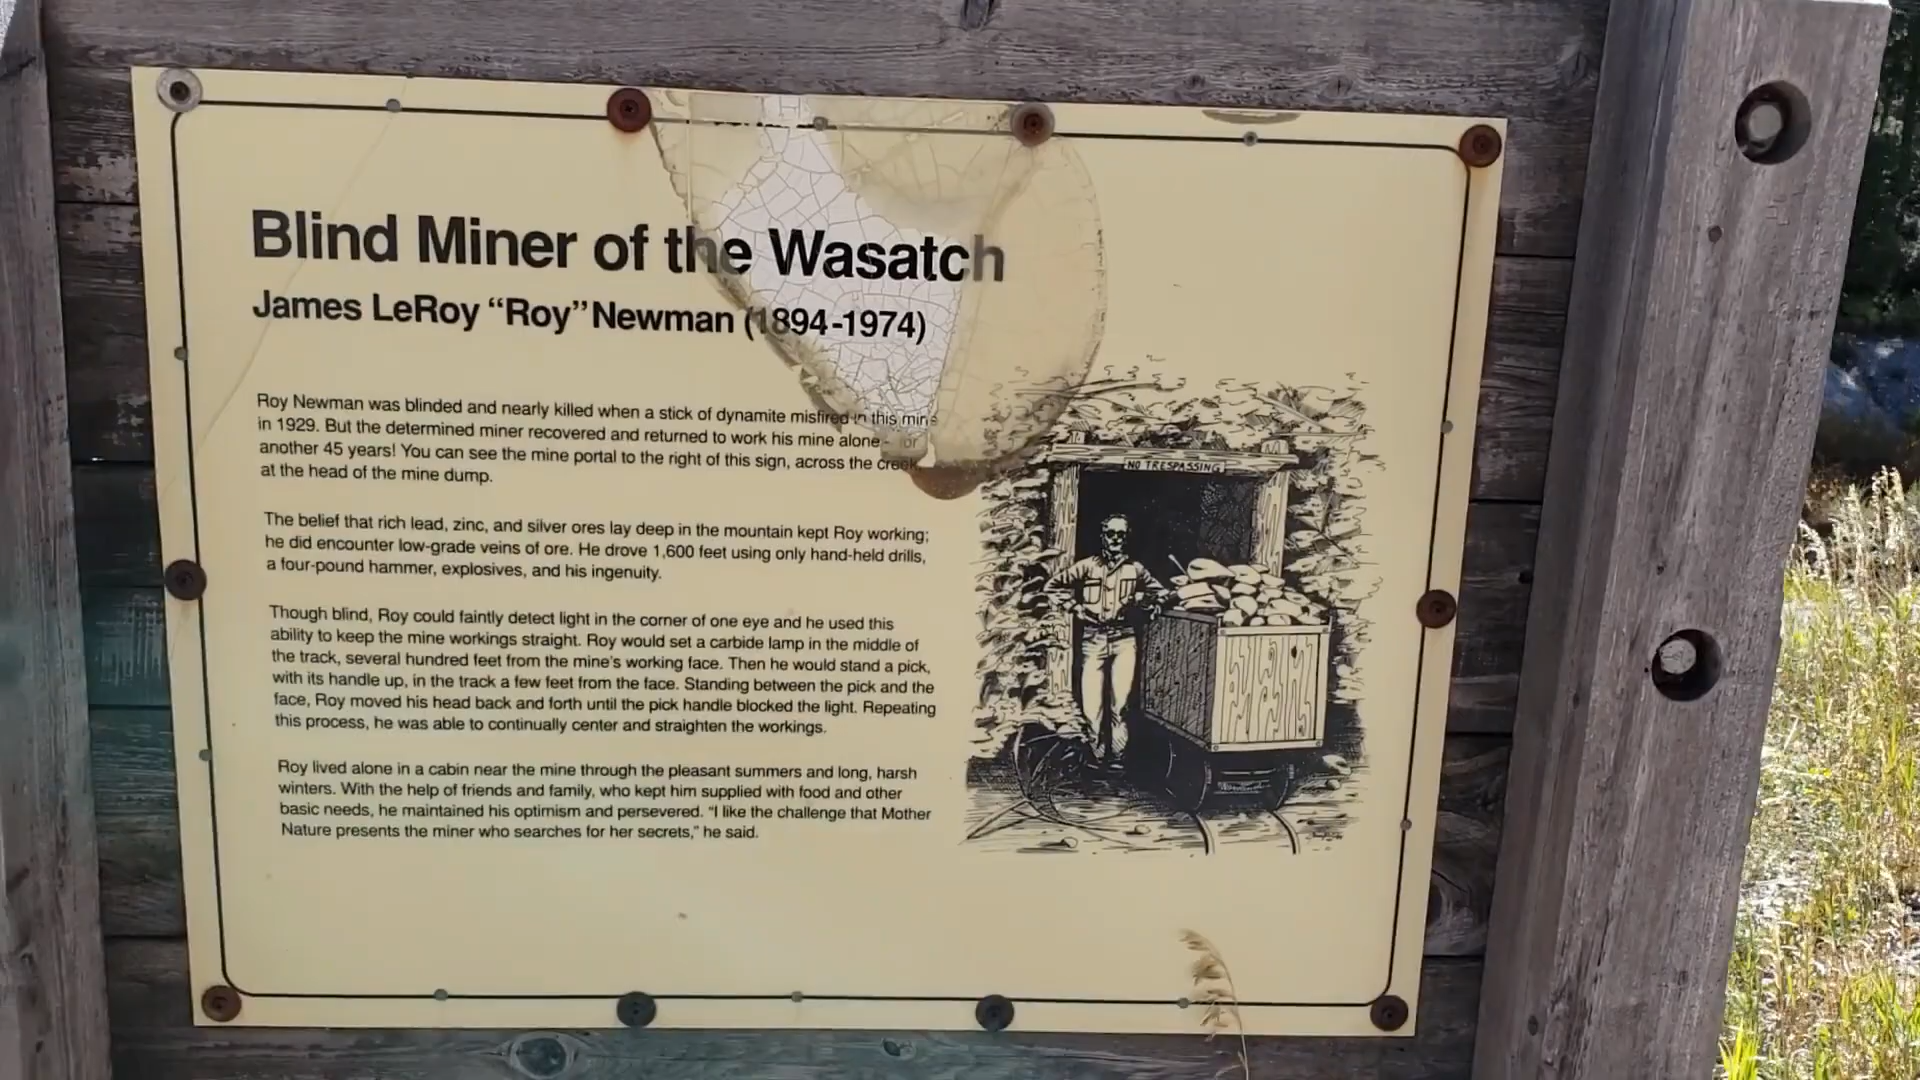 Blind Miner of the Wasatch
James LeRoy “Roy” Newman (1894-1974)
Roy Newman was blinded and nearly killed when a stick of dynamite misfired in this mine
in 1929. But the determined miner recovered and returned to work his mine alone - for
another 45 years! You can see the mine portal to the right of this sign, across the creek,
at the head of the mine dump.
The belief that rich lead, zinc, and silver ores lay deep in the mountain kept Roy working;
he did encounter low-grade veins of ore. He drove 1,600 feet using only hand-held drills,
a four-pound hammer, explosives, and his ingenuity.
Though blind, Roy could faintly detect light in the corner of one eye and he used this
ability to keep the mine workings straight. Roy would set a carbide lamp in the middle of
the track, several hundred feet from the mine's working face. Then he would stand a pick,
with its handle up, in the track a few feet from the face. Standing between the pick and the
face, Roy moved his head back and forth until the pick handle blocked the light. Repeating
this process, he was able to continually center and straighten the workings.
Roy lived alone in a cabin near the mine through the pleasant summers and long, harsh
winters. With the help of friends and family, who kept him supplied with food and other
basic needs, he maintained his optimism and persevered. “I like the challenge that Mother
Nature presents the miner who searches for her secrets,” he said.
NO TRESPASSING